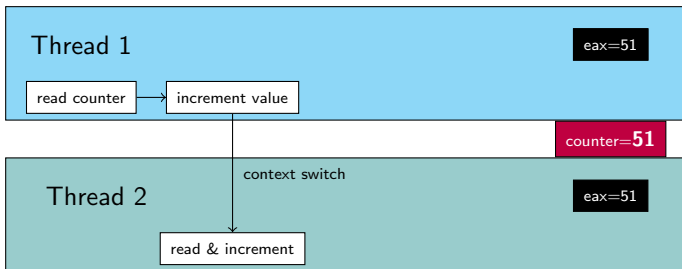 Thread 1
eax=51
read counter
increment value
counter=51
context switch
Thread 2
eax=51
read & increment